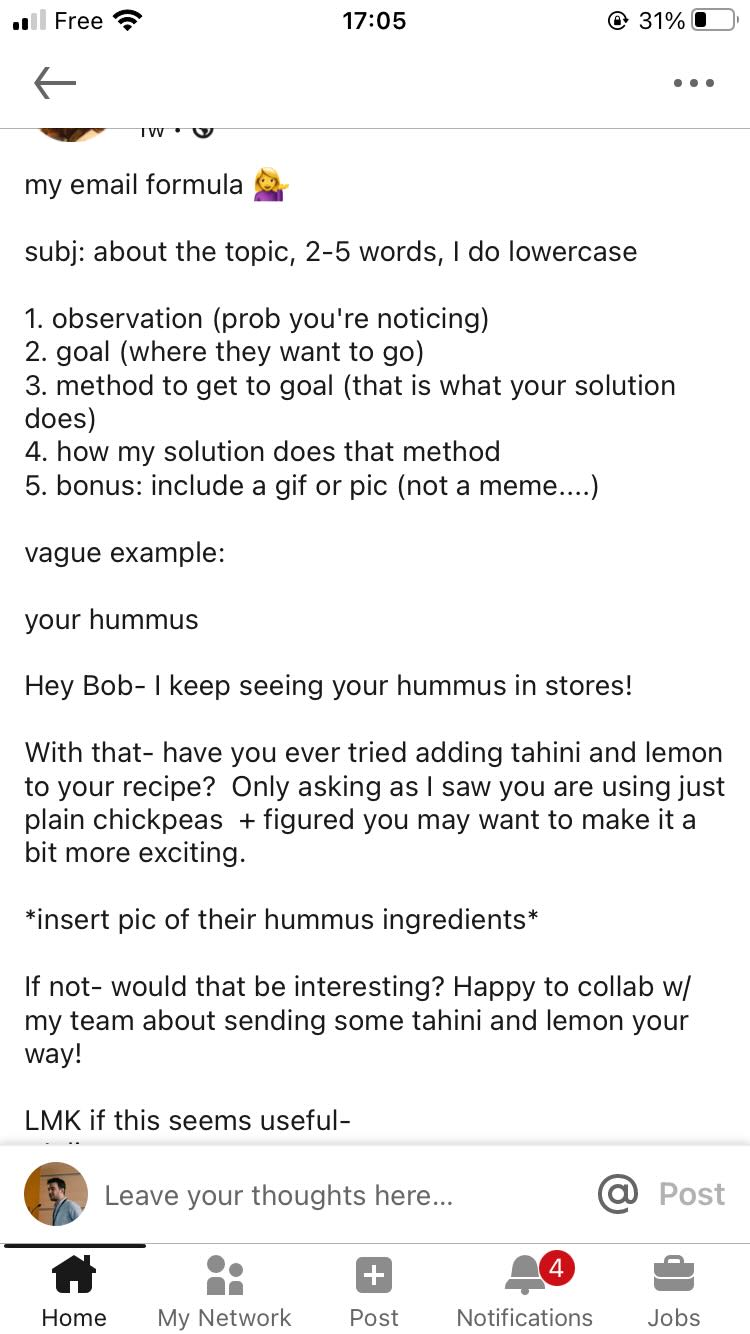 Free 17:05 31%
1w •
my email formula 💁‍♀️
subj: about the topic, 2-5 words, I do lowercase
1. observation (prob you're noticing)
2. goal (where they want to go)
3. method to get to goal (that is what your solution
does)
4. how my solution does that method
5. bonus: include a gif or pic (not a meme....)
vague example:
your hummus
Hey Bob- I keep seeing your hummus in stores!
With that- have you ever tried adding tahini and lemon
to your recipe?  Only asking as I saw you are using just
plain chickpeas  + figured you may want to make it a
bit more exciting.
*insert pic of their hummus ingredients*
If not- would that be interesting? Happy to collab w/
my team about sending some tahini and lemon your
way!
LMK if this seems useful-
Leave your thoughts here... @ Post
4
Home My Network Post Notifications Jobs